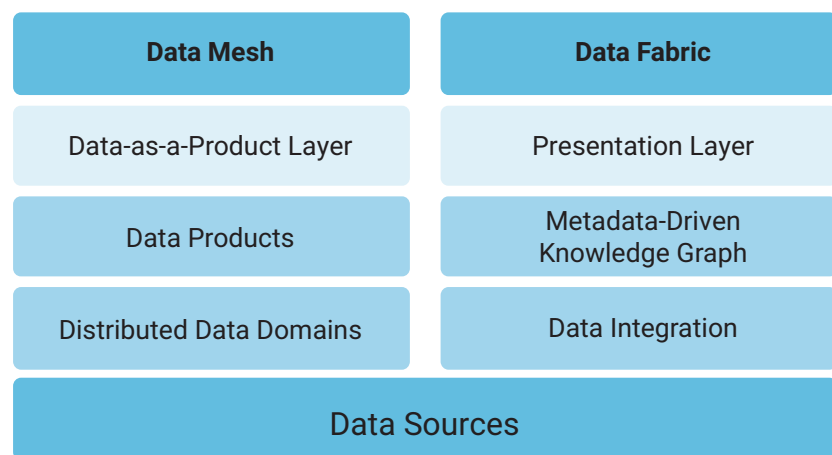 Data Mesh
Data Fabric
Data-as-a-Product Layer
Presentation Layer
Data Products
Metadata-Driven
Knowledge Graph
Distributed Data Domains
Data Integration
Data Sources